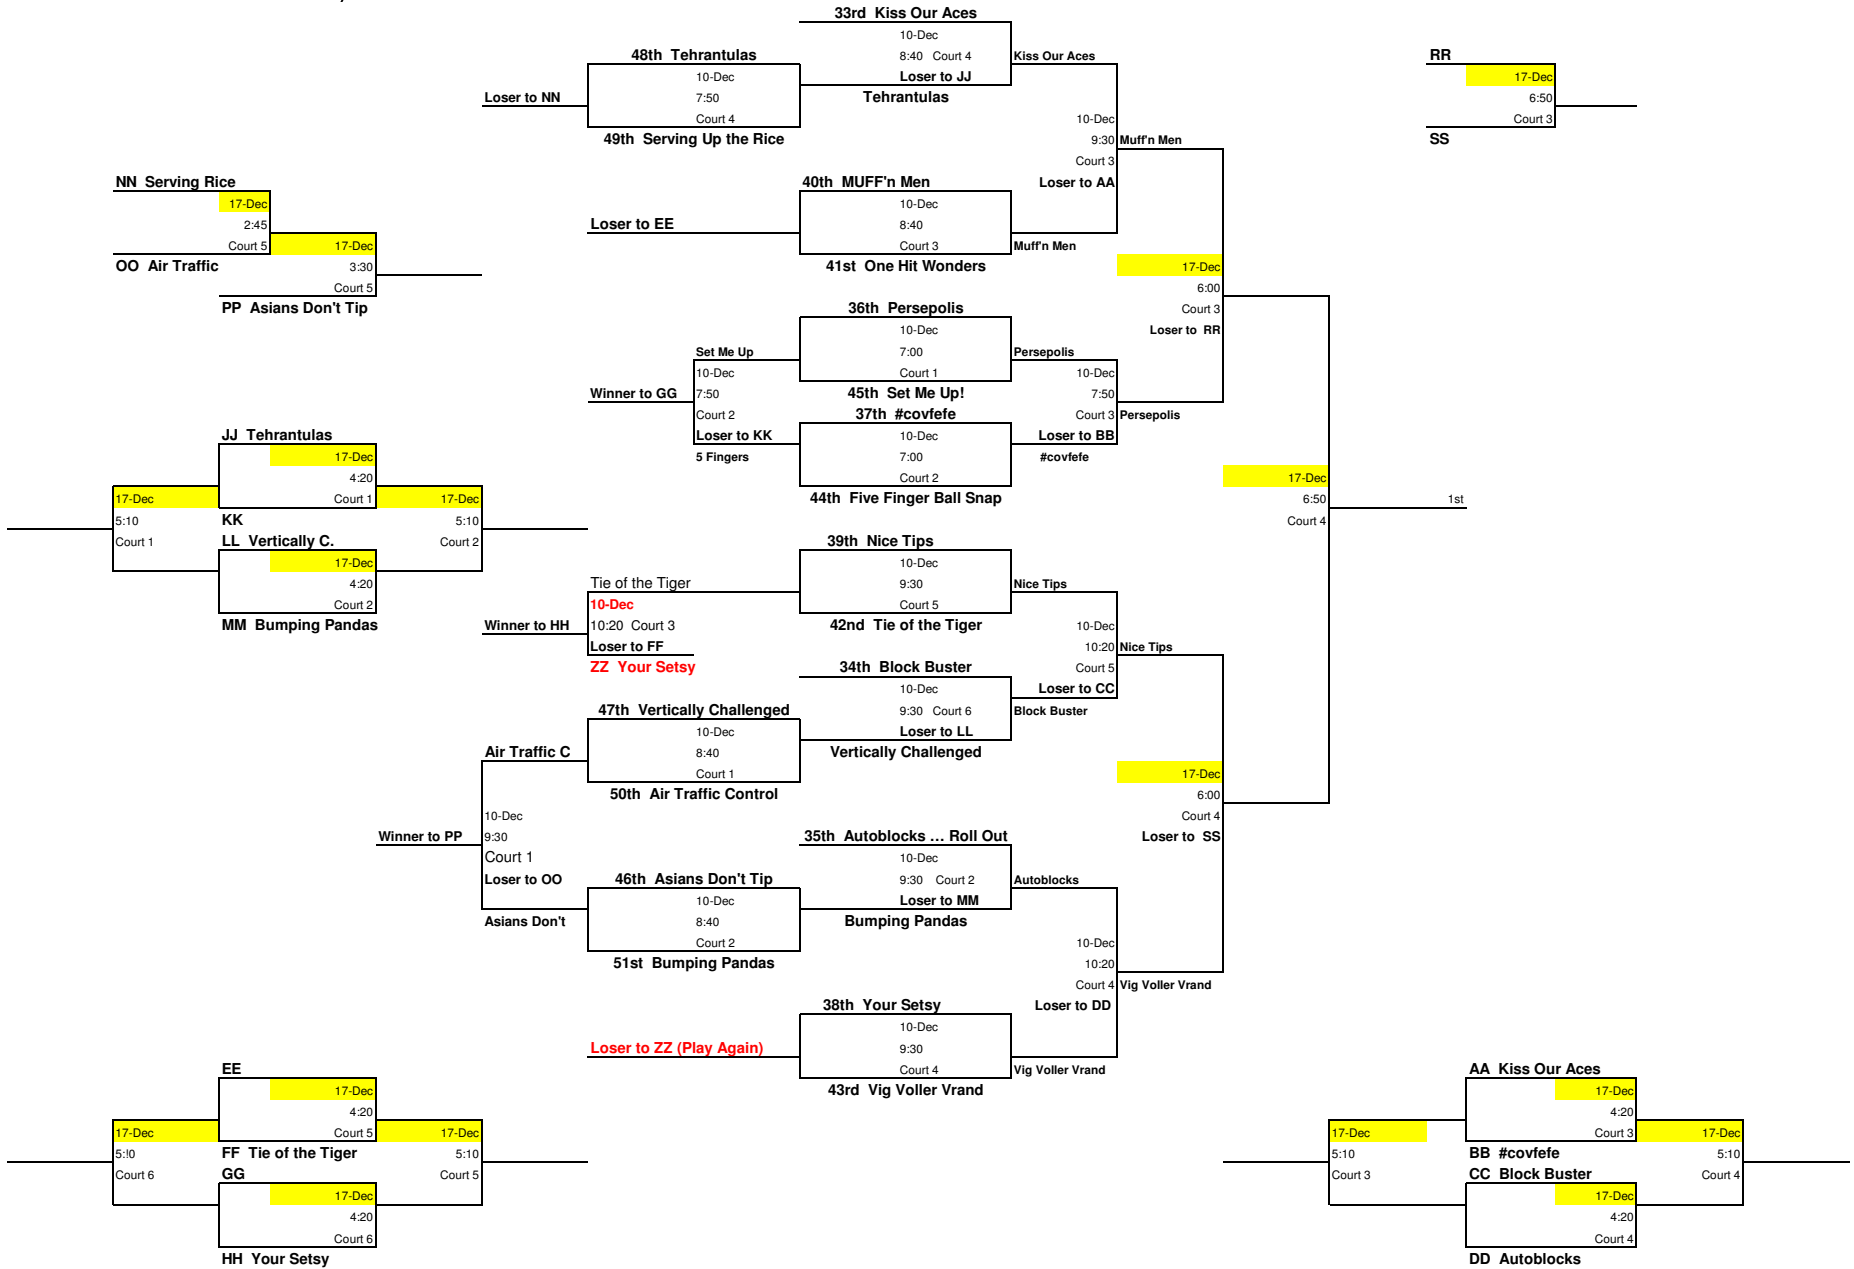 33rd Kiss Our Aces
10-Dec
8:40 Court 4
Loser to JJ
Kiss Our Aces
48th Tehrantulas
10-Dec
7:50
Court 4
Loser to NN
49th Serving Up the Rice
Tehrantulas
RR
17-Dec
6:50
Court 3
SS
10-Dec
9:30
Court 3
Loser to AA
Muff'n Men
NN Serving Rice
17-Dec
2:45
Court 5
OO Air Traffic
17-Dec
3:30
Court 5
PP Asians Don't Tip
40th MUFF'n Men
10-Dec
8:40
Court 3
Loser to EE
Muff'n Men
41st One Hit Wonders
17-Dec
6:00
Court 3
Loser to RR
36th Persepolis
10-Dec
7:00
Court 1
Persepolis
45th Set Me Up!
Set Me Up
10-Dec
7:50
Court 2
Winner to GG
Loser to KK
5 Fingers
37th #covfefe
10-Dec
7:00
Court 2
#covfefe
44th Five Finger Ball Snap
10-Dec
7:50
Court 3
Loser to BB
Persepolis
JJ Tehrantulas
17-Dec
4:20
Court 1
KK
17-Dec
5:10
Court 1
17-Dec
5:10
Court 2
LL Vertically C.
17-Dec
4:20
Court 2
MM Bumping Pandas
17-Dec
6:50
Court 4
1st
39th Nice Tips
10-Dec
9:30
Court 5
Nice Tips
42nd Tie of the Tiger
Tie of the Tiger
10-Dec
10:20 Court 3
Winner to HH
Loser to FF
ZZ Your Setsy
10-Dec
10:20
Court 5
Loser to CC
Nice Tips
34th Block Buster
10-Dec
9:30 Court 6
Loser to LL
Block Buster
47th Vertically Challenged
10-Dec
8:40
Court 1
Vertically Challenged
Air Traffic C
50th Air Traffic Control
17-Dec
6:00
Court 4
Loser to SS
10-Dec
9:30
Court 1
Winner to PP
Loser to OO
Asians Don't
35th Autoblocks ... Roll Out
10-Dec
9:30 Court 2
Loser to MM
Autoblocks
46th Asians Don't Tip
10-Dec
8:40
Court 2
Bumping Pandas
51st Bumping Pandas
10-Dec
10:20
Court 4
Loser to DD
Vig Voller Vrand
38th Your Setsy
10-Dec
9:30
Court 4
Loser to ZZ (Play Again)
Vig Voller Vrand
43rd Vig Voller Vrand
EE
17-Dec
4:20
Court 5
FF Tie of the Tiger
17-Dec
5:!0
Court 6
17-Dec
5:10
Court 5
GG
17-Dec
4:20
Court 6
HH Your Setsy
AA Kiss Our Aces
17-Dec
4:20
Court 3
BB #covfefe
17-Dec
5:10
Court 3
17-Dec
5:10
Court 4
CC Block Buster
17-Dec
4:20
Court 4
DD Autoblocks